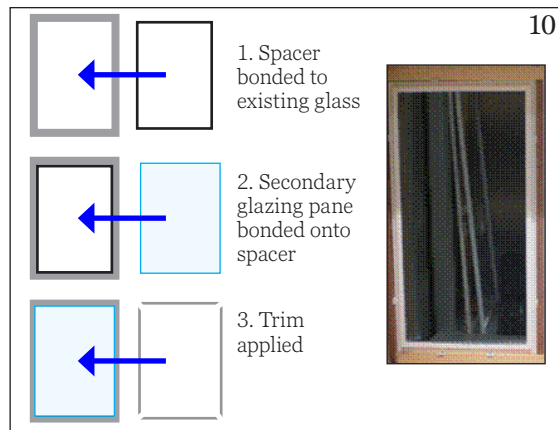 10
1. Spacer
bonded to
existing glass
2. Secondary
glazing pane
bonded onto
spacer
3. Trim
applied